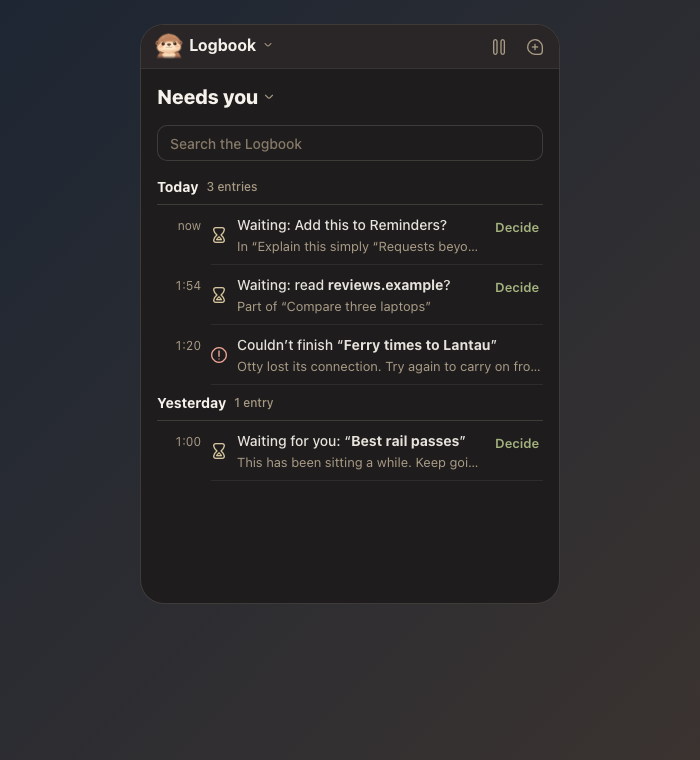 Logbook
Needs you
Search the Logbook
Today 3 entries
now Waiting: Add this to Reminders? Decide
In “Explain this simply “Requests beyo…
1:54 Waiting: read reviews.example? Decide
Part of “Compare three laptops”
1:20 Couldn’t finish “Ferry times to Lantau”
Otty lost its connection. Try again to carry on fro…
Yesterday 1 entry
1:00 Waiting for you: “Best rail passes” Decide
This has been sitting a while. Keep goi…